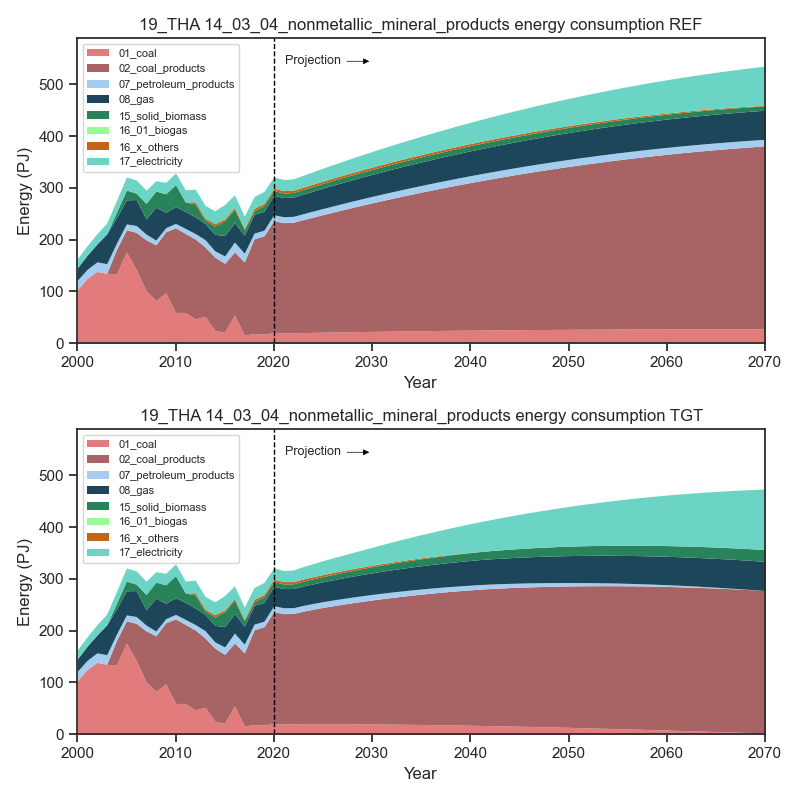 19_THA 14_03_04_nonmetallic_mineral_products energy consumption REF
01_coal
02_coal_products
07_petroleum_products
08_gas
15_solid_biomass
16_01_biogas
16_x_others
17_electricity
Projection
Energy (PJ)
500
400
300
200
100
0
2000 2010 2020 2030 2040 2050 2060 2070
Year
19_THA 14_03_04_nonmetallic_mineral_products energy consumption TGT
01_coal
02_coal_products
07_petroleum_products
08_gas
15_solid_biomass
16_01_biogas
16_x_others
17_electricity
Projection
Energy (PJ)
500
400
300
200
100
0
2000 2010 2020 2030 2040 2050 2060 2070
Year